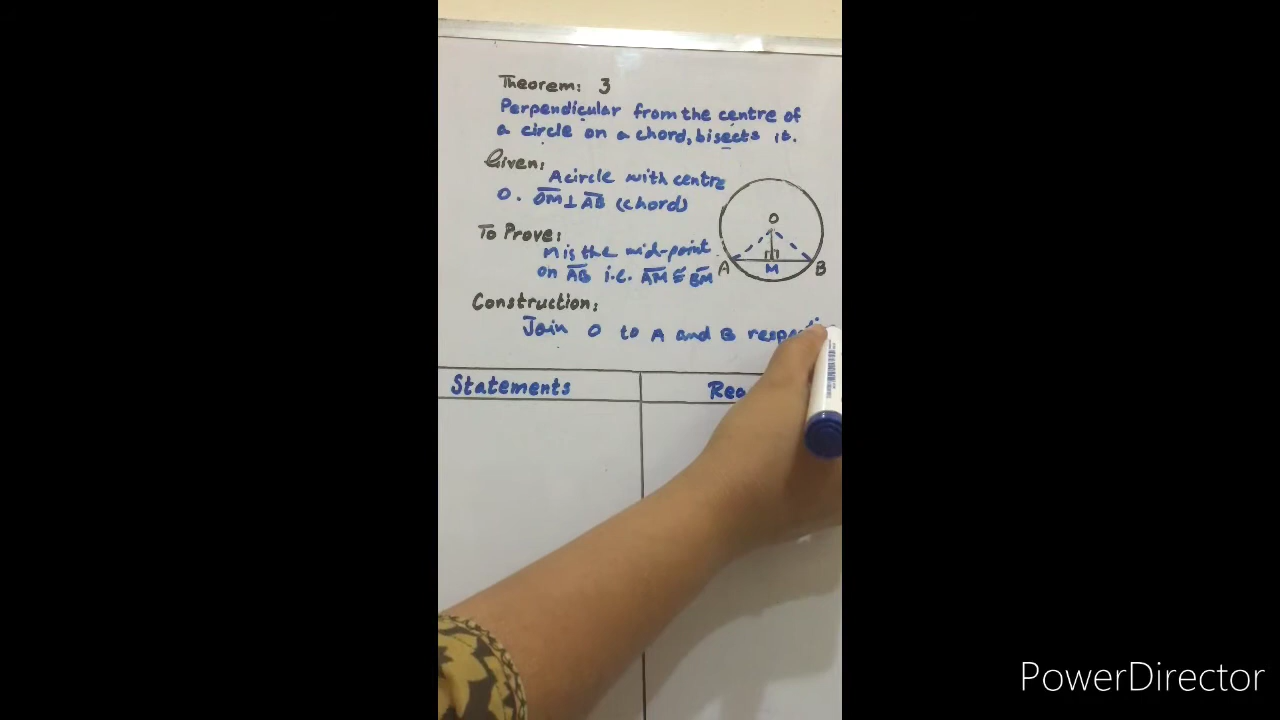 Theorem: 3
Perpendicular from the centre of
a circle on a chord, bisects it.
Given:
A circle with centre
O. OM ⊥ AB (chord)
To Prove:
M is the mid-point
on AB i.e. AM ≅ BM
Construction:
Join O to A and B
O
A M B
Statements
PowerDirector